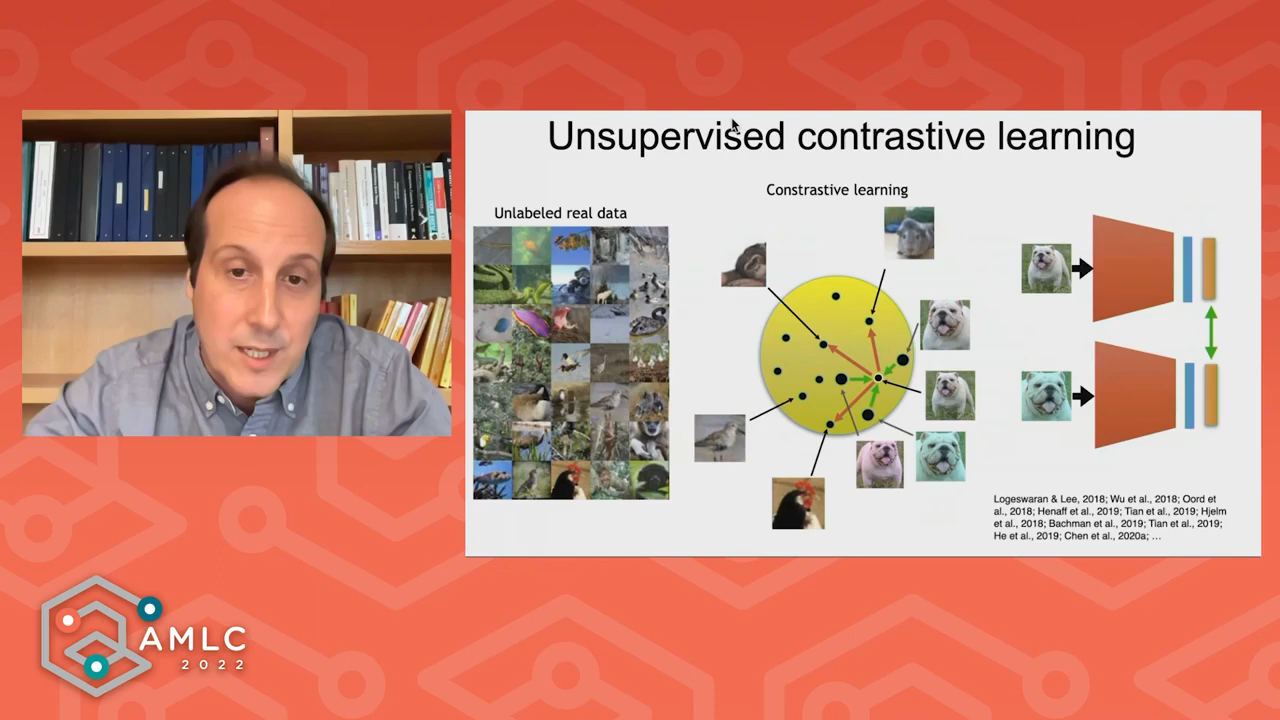 Unsupervised contrastive learning
Constrastive learning
Unlabeled real data
Logeswaran & Lee, 2018; Wu et al., 2018; Oord et
al., 2018; Henaff et al., 2019; Tian et al., 2019; Hjelm
et al., 2018; Bachman et al., 2019; Tian et al., 2019;
He et al., 2019; Chen et al., 2020a; …
AMLC
2022